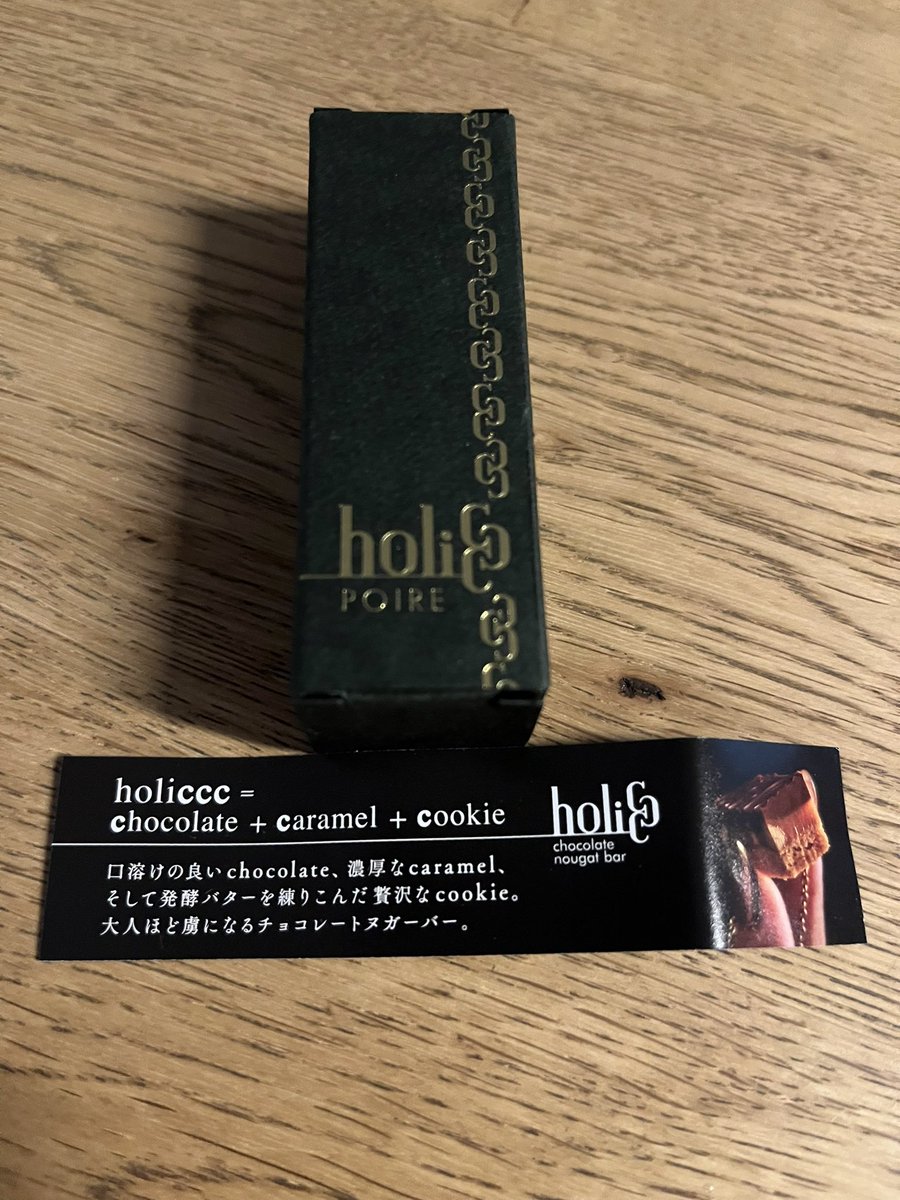 holiccc
POIRE
holiccc =
chocolate + caramel + cookie
口溶けの良いchocolate、濃厚なcaramel、
そして発酵バターを練りこんだ贅沢なcookie。
大人ほど虜になるチョコレートヌガーバー。
holiccc
chocolate
nougat bar